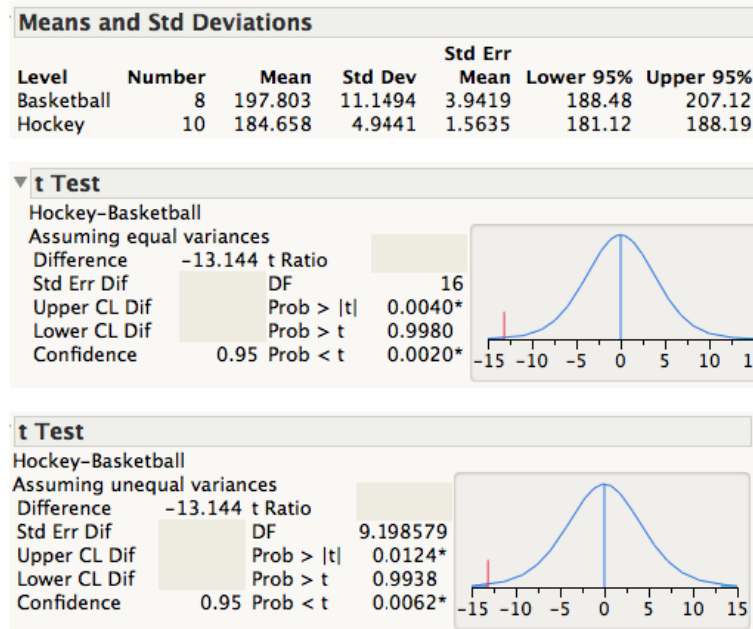 Means and Std Deviations
Std Err
Level Number Mean Std Dev Mean Lower 95% Upper 95%
Basketball 8 197.803 11.1494 3.9419 188.48 207.12
Hockey 10 184.658 4.9441 1.5635 181.12 188.19
t Test
Hockey-Basketball
Assuming equal variances
Difference -13.144 t Ratio
Std Err Dif DF 16
Upper CL Dif Prob > |t| 0.0040*
Lower CL Dif Prob > t 0.9980
Confidence 0.95 Prob < t 0.0020*
-15 -10 -5 0 5 10 1
t Test
Hockey-Basketball
Assuming unequal variances
Difference -13.144 t Ratio
Std Err Dif DF 9.198579
Upper CL Dif Prob > |t| 0.0124*
Lower CL Dif Prob > t 0.9938
Confidence 0.95 Prob < t 0.0062*
-15 -10 -5 0 5 10 15